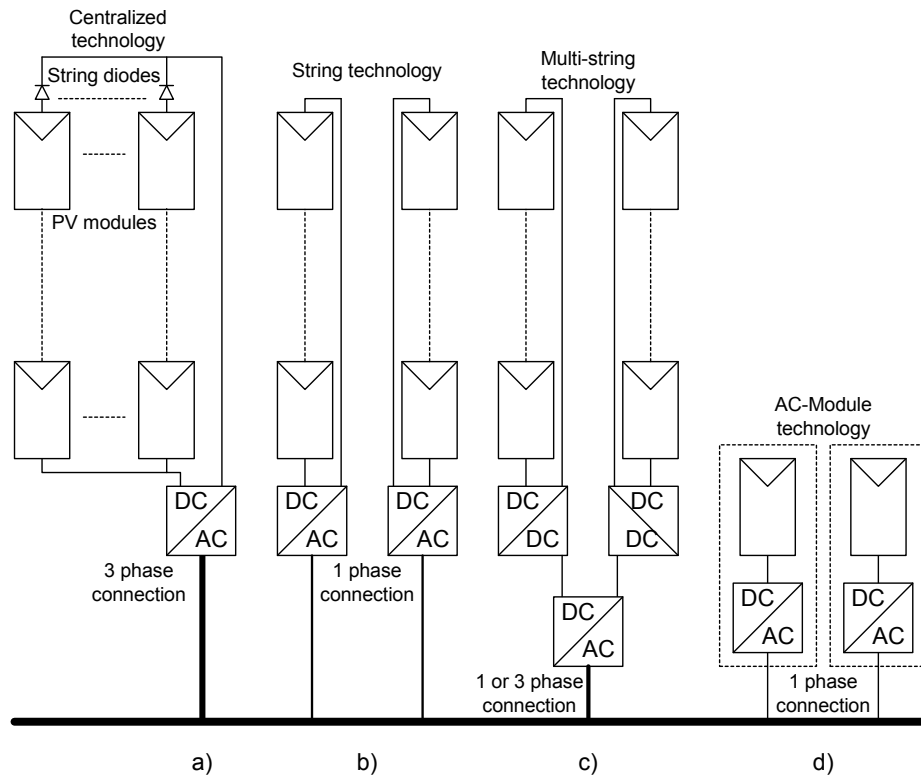 Centralized
technology
String diodes
PV modules
DC
AC
3 phase
connection
String technology
DC
AC
DC
AC
1 phase
connection
Multi-string
technology
DC
DC
DC
DC
DC
AC
1 or 3 phase
connection
AC-Module
technology
DC
AC
DC
AC
1 phase
connection
a)
b)
c)
d)